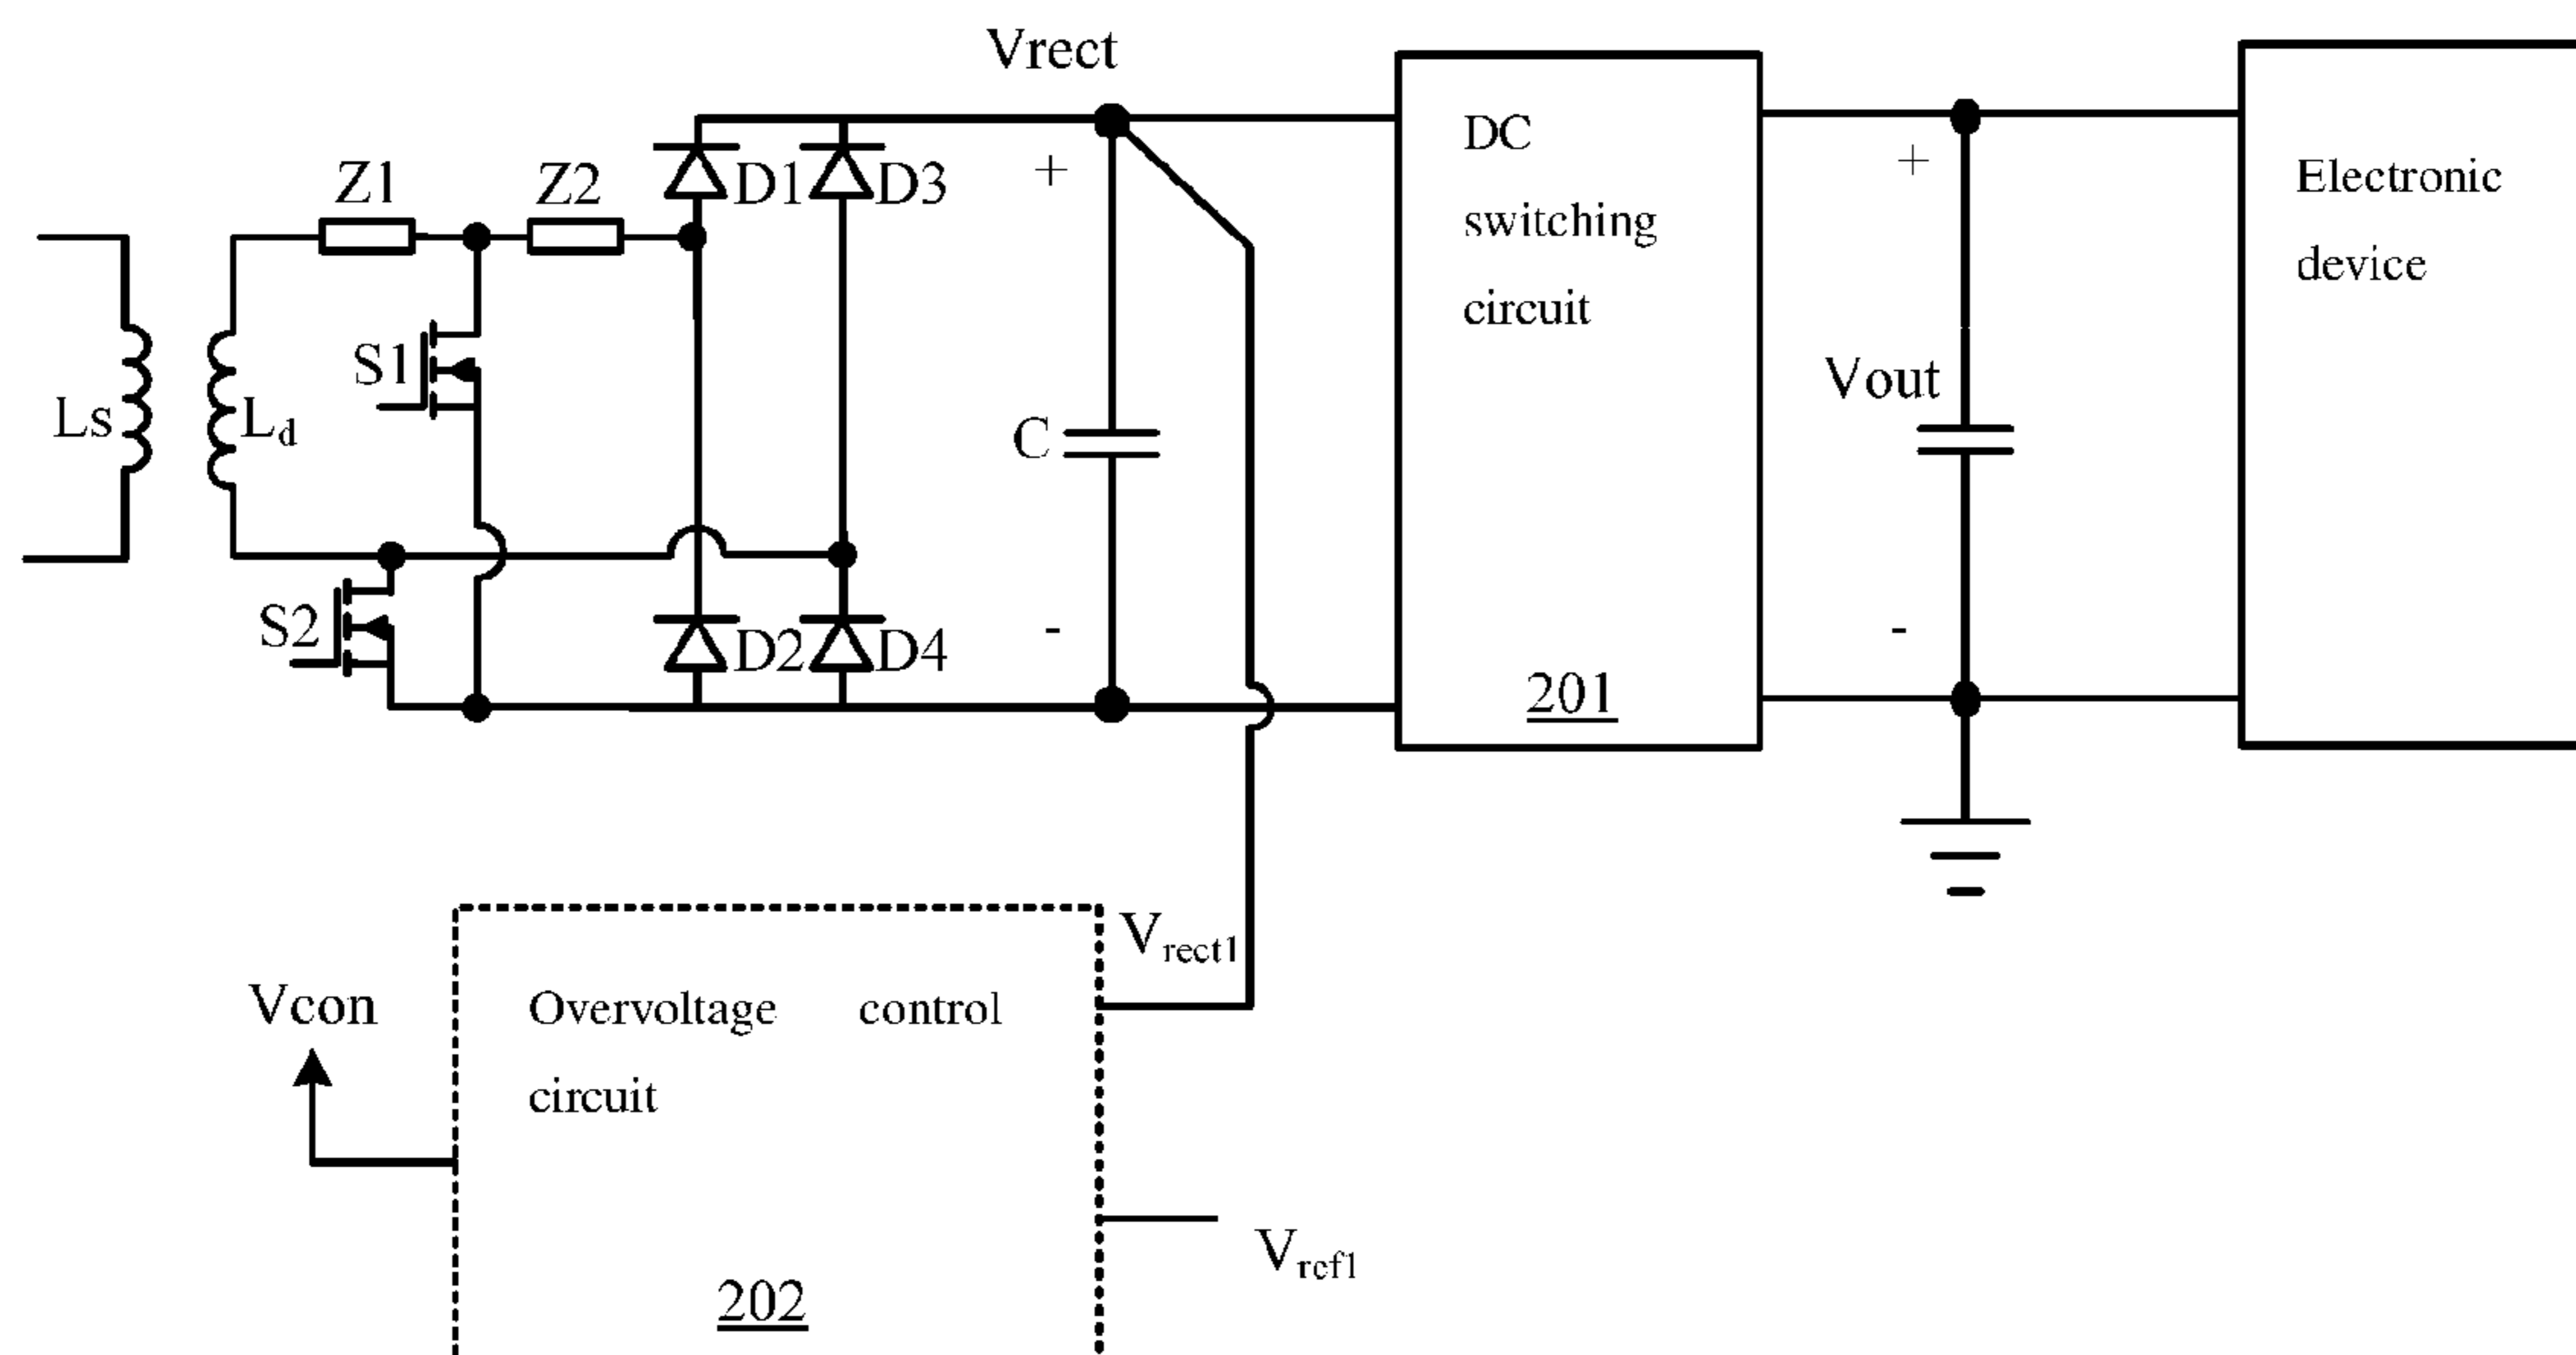 Vrect
DC
switching
circuit
201
Electronic
device
Z1
Z2
D1
D3
+
+
S1
Ls
Ld
C
Vout
S2
D2
D4
-
-
Vrect1
Vcon
Overvoltage control
circuit
202
Vref1